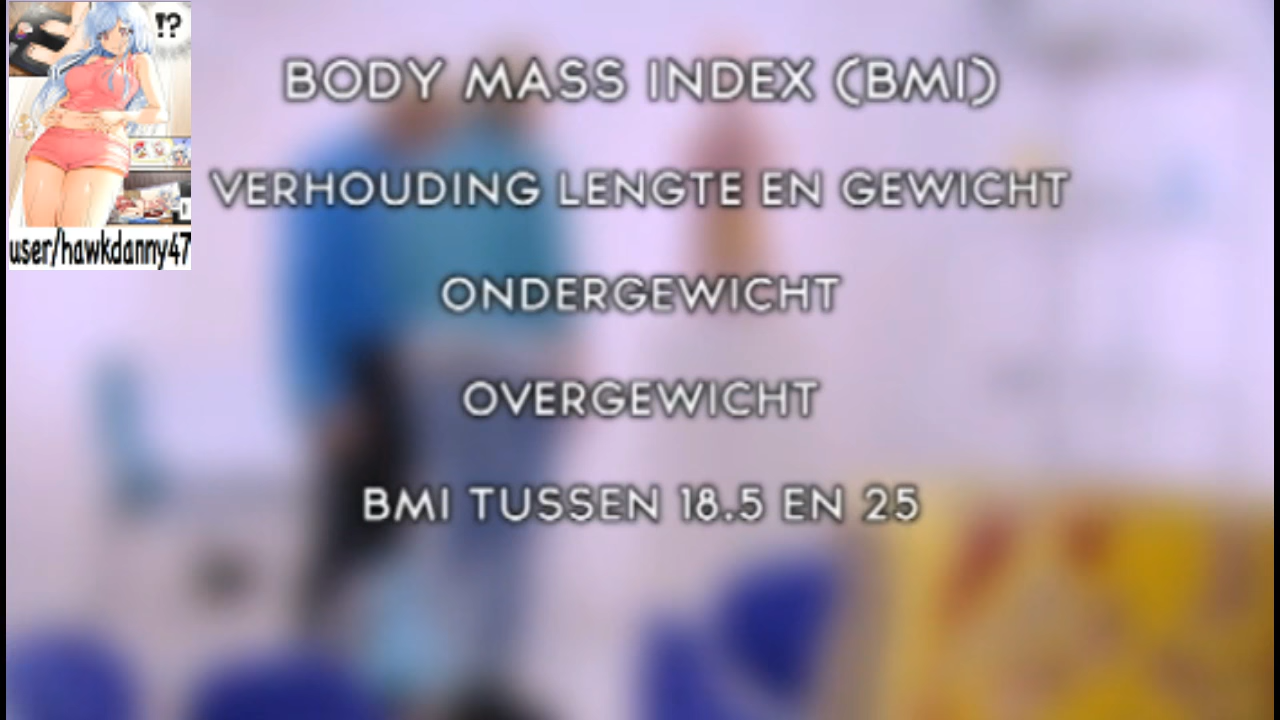 !?
user/hawkdanny47
BODY MASS INDEX (BMI)
VERHOUDING LENGTE EN GEWICHT
ONDERGEWICHT
OVERGEWICHT
BMI TUSSEN 18.5 EN 25